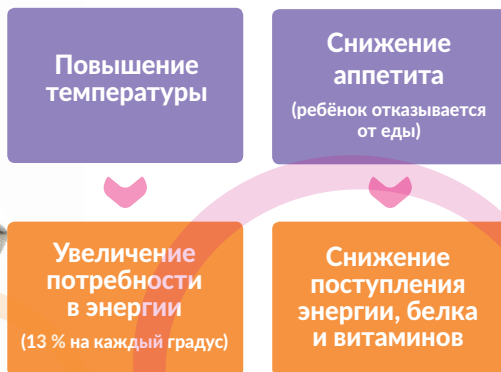 Повышение
температуры
Снижение
аппетита
(ребёнок отказывается
от еды)
Увеличение
потребности
в энергии
(13 % на каждый градус)
Снижение
поступления
энергии, белка
и витаминов